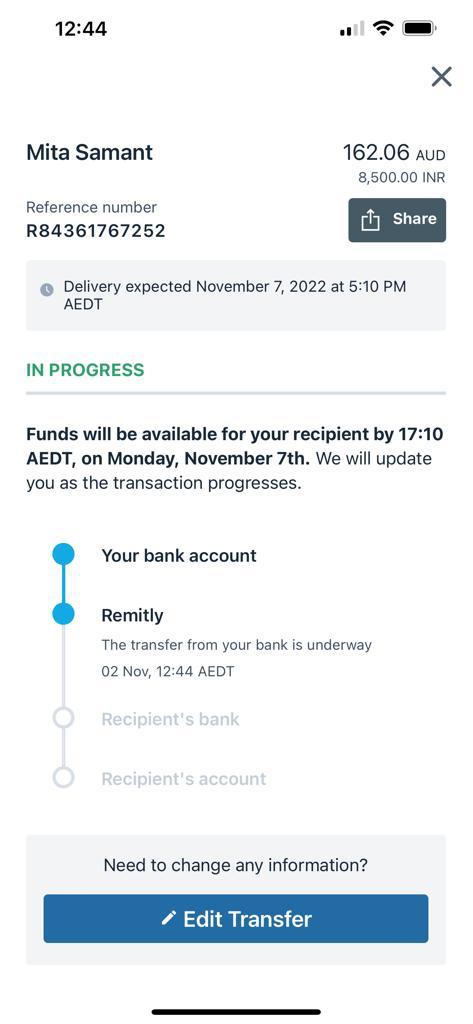 12:44
Mita Samant
162.06 AUD
8,500.00 INR
Reference number
R84361767252
Share
Delivery expected November 7, 2022 at 5:10 PM
AEDT
IN PROGRESS
Funds will be available for your recipient by 17:10
AEDT, on Monday, November 7th. We will update
you as the transaction progresses.
Your bank account
Remitly
The transfer from your bank is underway
02 Nov, 12:44 AEDT
Recipient's bank
Recipient's account
Need to change any information?
Edit Transfer